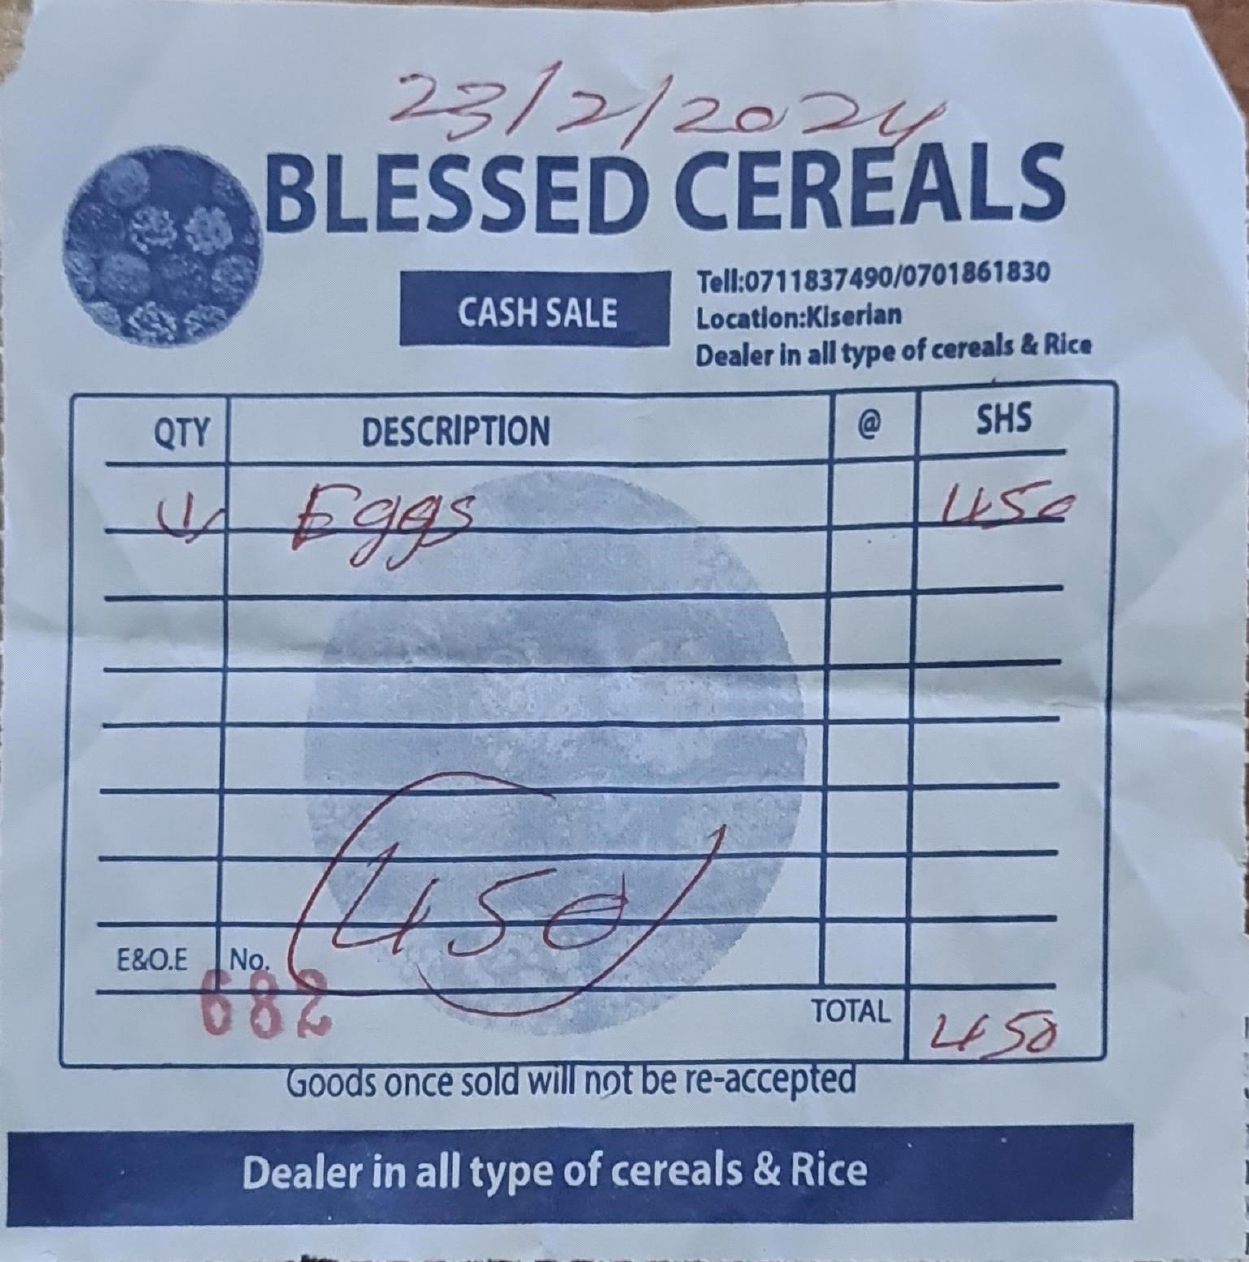 23/2/2024
BLESSED CEREALS
CASH SALE
Tell:0711837490/0701861830
Location:Kiserian
Dealer in all type of cereals & Rice
QTY DESCRIPTION @ SHS
Eggs 450
450
E&O.E No. 682
TOTAL 450
Goods once sold will not be re-accepted
Dealer in all type of cereals & Rice